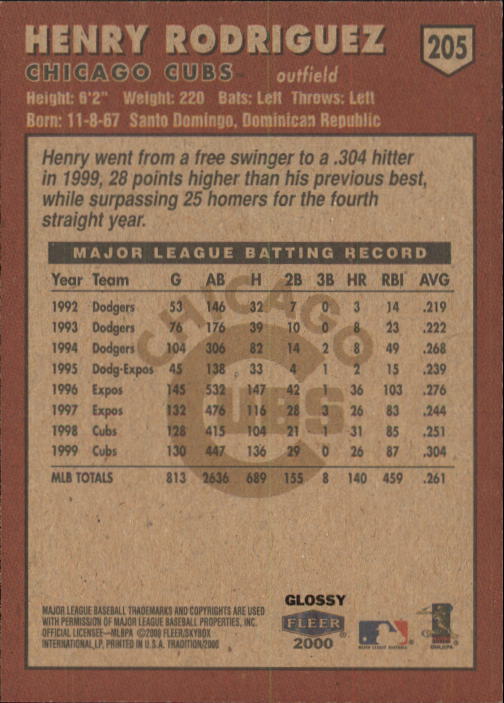 HENRY RODRIGUEZ
205
CHICAGO CUBS outfield
Height: 6'2" Weight: 220 Bats: Left Throws: Left
Born: 11-8-67 Santo Domingo, Dominican Republic
Henry went from a free swinger to a .304 hitter
in 1999, 28 points higher than his previous best,
while surpassing 25 homers for the fourth
straight year.
MAJOR LEAGUE BATTING RECORD
Year Team G AB H 2B 3B HR RBI AVG
1992 Dodgers 53 146 32 7 0 3 14 .219
1993 Dodgers 76 176 39 10 0 8 23 .222
1994 Dodgers 104 306 82 14 2 8 49 .268
1995 Dodg-Expos 45 138 33 4 1 2 15 .239
1996 Expos 145 532 147 42 1 36 103 .276
1997 Expos 132 476 116 28 3 26 83 .244
1998 Cubs 128 415 104 21 1 31 85 .251
1999 Cubs 130 447 136 29 0 26 87 .304
MLB TOTALS 813 2636 689 155 8 140 459 .261
CHICAGO
CUBS
MAJOR LEAGUE BASEBALL TRADEMARKS AND COPYRIGHTS ARE USED
WITH PERMISSION OF MAJOR LEAGUE BASEBALL PROPERTIES, INC.
OFFICIAL LICENSEE—MLBPA ©2000 FLEER/SKYBOX
INTERNATIONAL, LP, PRINTED IN U.S.A. TRADITION/2000
GLOSSY
FLEER
2000
MAJOR LEAGUE BASEBALL